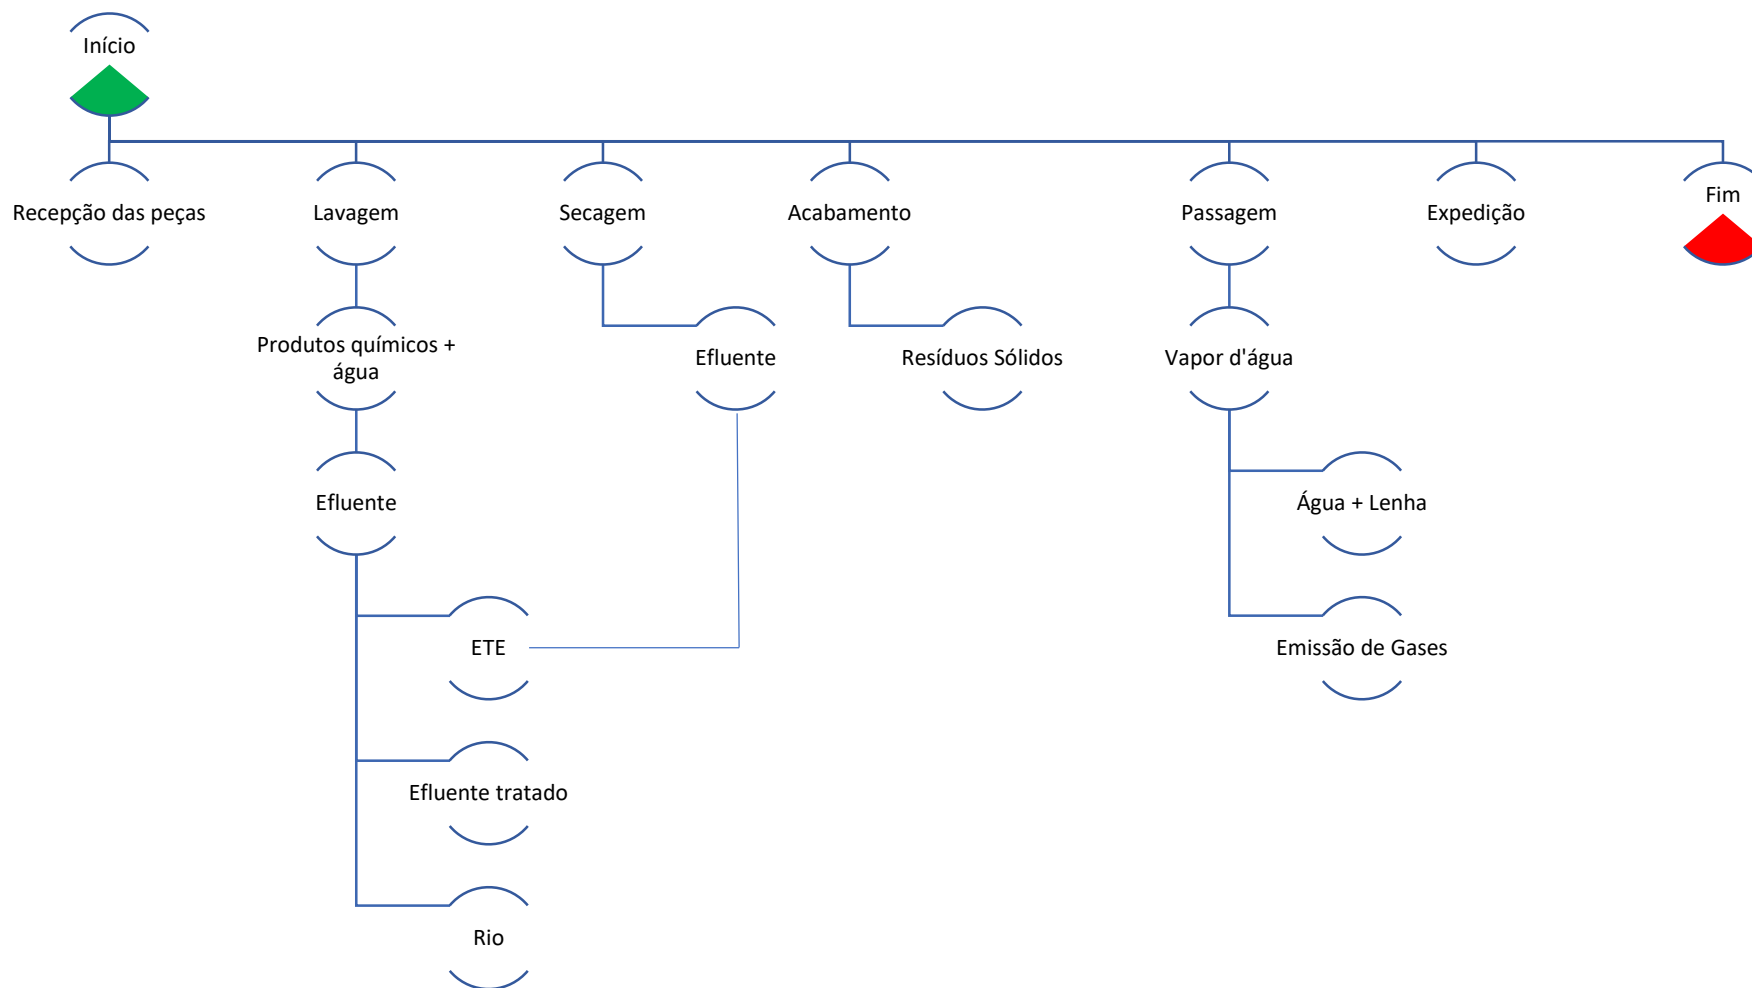 Início
Recepção das peças
Lavagem
Secagem
Acabamento
Passagem
Expedição
Fim
Produtos químicos +
água
Efluente
Resíduos Sólidos
Vapor d'água
Efluente
Água + Lenha
ETE
Emissão de Gases
Efluente tratado
Rio